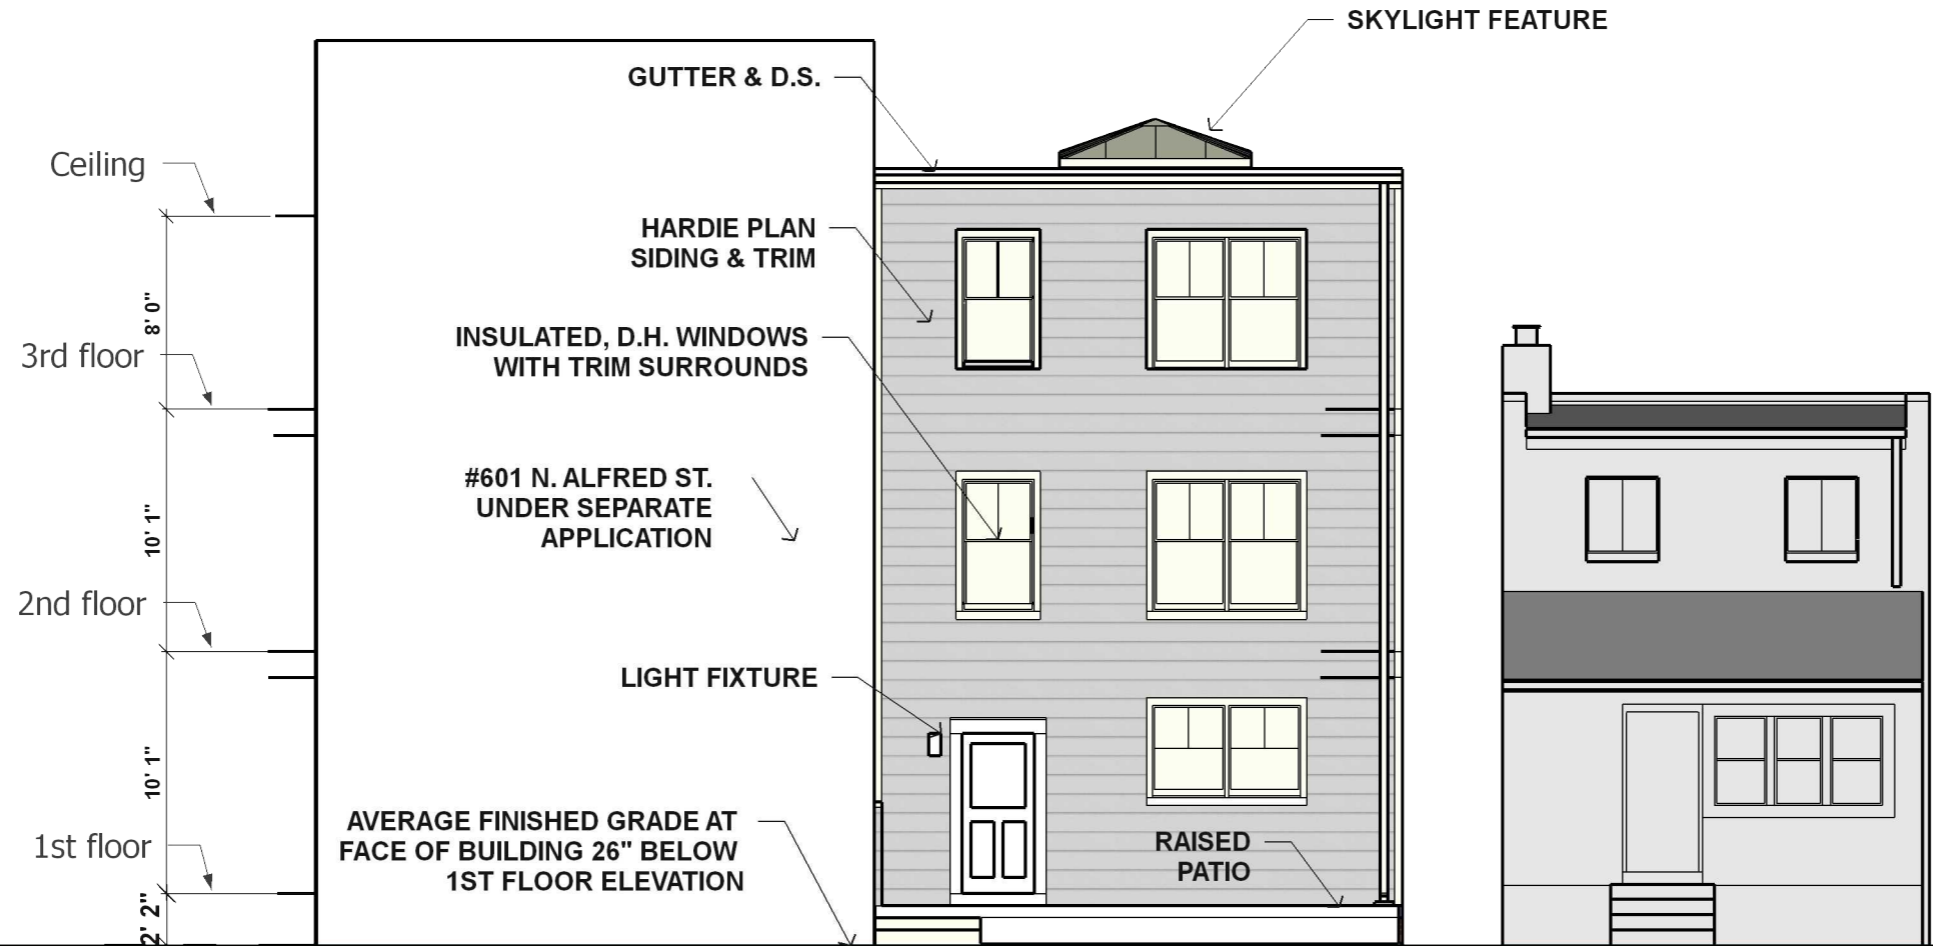 SKYLIGHT FEATURE
GUTTER & D.S.
Ceiling
HARDIE PLAN
SIDING & TRIM
8' 0"
INSULATED, D.H. WINDOWS
WITH TRIM SURROUNDS
3rd floor
#601 N. ALFRED ST.
UNDER SEPARATE
APPLICATION
10' 1"
2nd floor
LIGHT FIXTURE
10' 1"
AVERAGE FINISHED GRADE AT
FACE OF BUILDING 26" BELOW
1ST FLOOR ELEVATION
RAISED
PATIO
1st floor
2' 2"